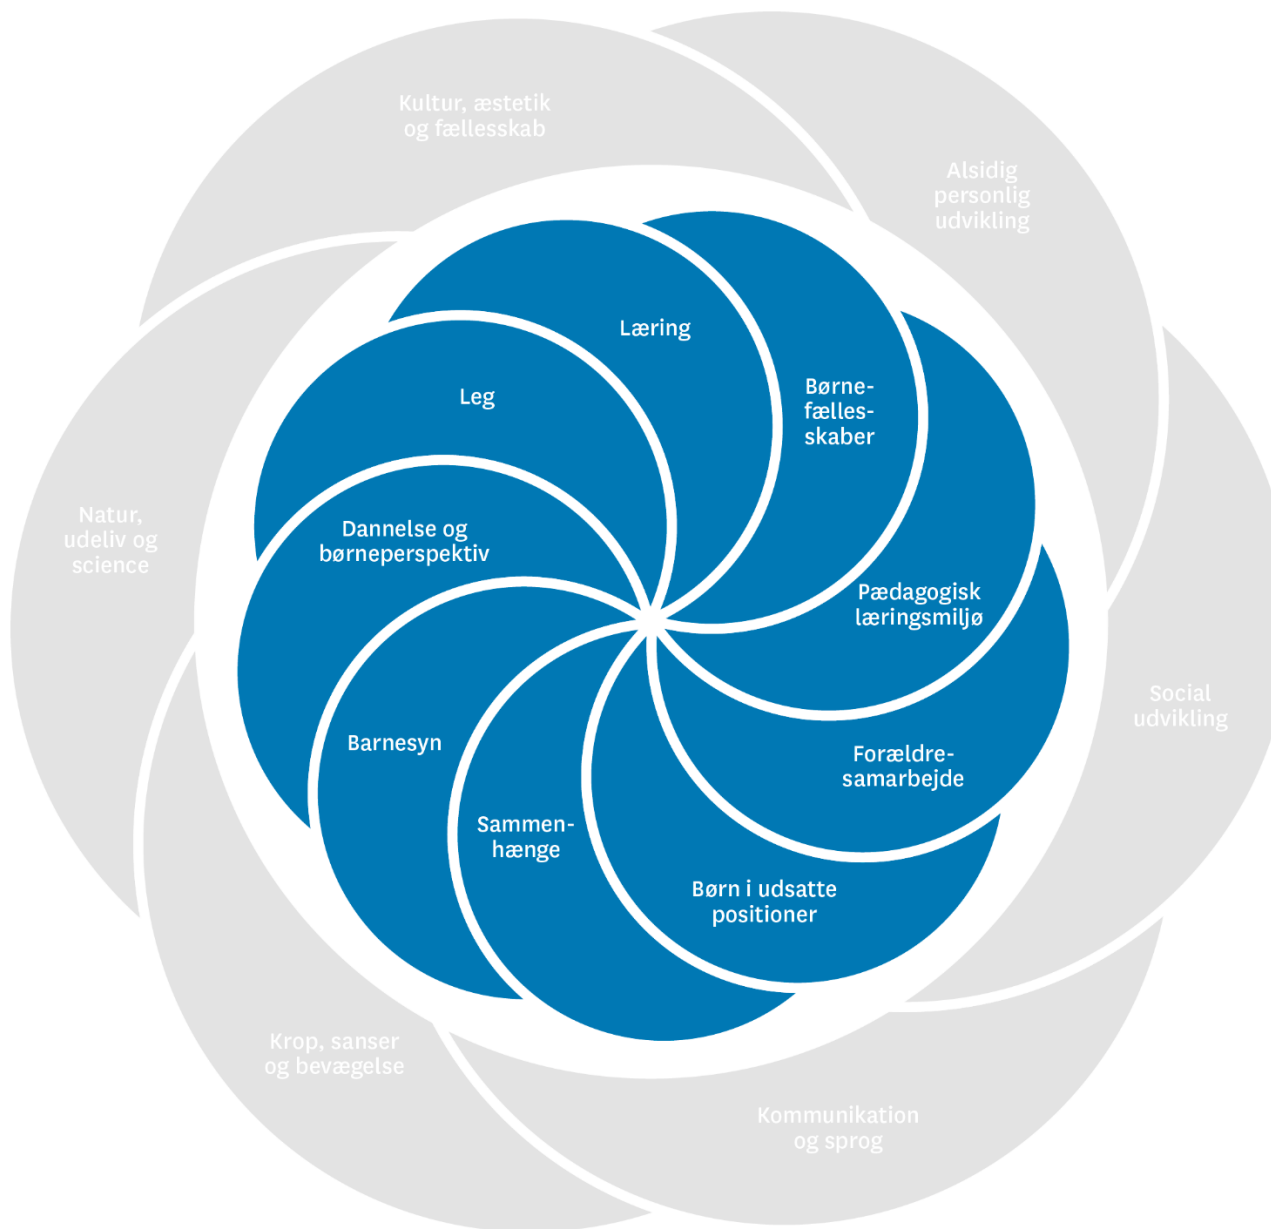 Kultur, æstetik
og fællesskab
Alsidig
personlig
udvikling
Læring
Leg
Børne-
fælles-
skaber
Natur,
udeliv og
science
Dannelse og
børneperspektiv
Pædagogisk
læringsmiljø
Social
udvikling
Barnesyn
Forældre-
samarbejde
Sammen-
hænge
Børn i udsatte
positioner
Krop, sanser
og bevægelse
Kommunikation
og sprog